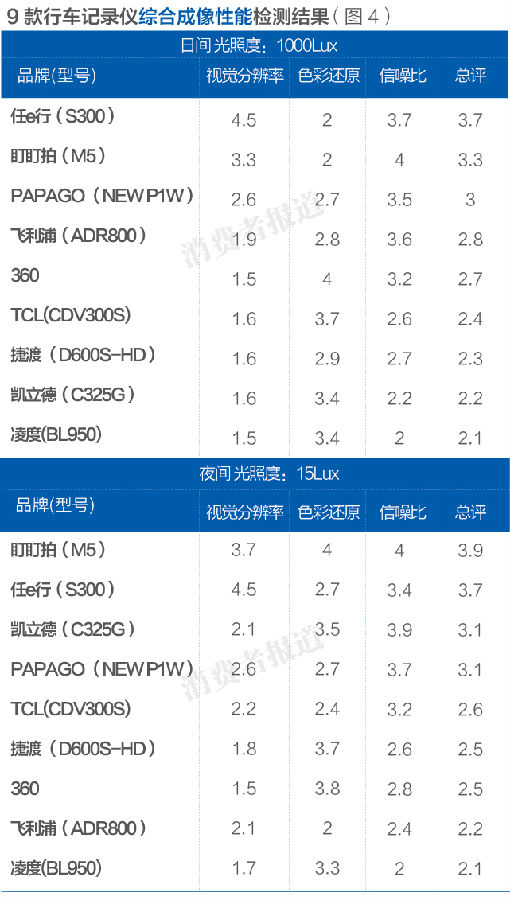 9 款行车记录仪综合成像性能检测结果(图 4)
日间 光照度：1000Lux
品牌(型号) 视觉分辨率 色彩还原 信噪比 总评
任e行（S300） 4.5 2 3.7 3.7
盯盯拍（M5） 3.3 2 4 3.3
PAPAGO（NEW P1W） 2.6 2.7 3.5 3
飞利浦（ADR800） 1.9 2.8 3.6 2.8
360 1.5 4 3.2 2.7
TCL(CDV300S) 1.6 3.7 2.6 2.4
捷渡（D600S-HD） 1.6 2.9 2.7 2.3
凯立德（C325G） 1.6 3.4 2.2 2.2
凌度(BL950) 1.5 3.4 2 2.1
夜间 光照度：15Lux
品牌(型号) 视觉分辨率 色彩还原 信噪比 总评
盯盯拍（M5） 3.7 4 4 3.9
任e行（S300） 4.5 2.7 3.4 3.7
凯立德（C325G） 2.1 3.5 3.9 3.1
PAPAGO（NEW P1W） 2.6 2.7 3.7 3.1
TCL(CDV300S) 2.2 2.4 3.2 2.6
捷渡（D600S-HD） 1.8 3.7 2.6 2.5
360 1.5 3.8 2.8 2.5
飞利浦（ADR800） 2.1 2 2.4 2.2
凌度(BL950) 1.7 3.3 2 2.1
消费者报道
消费者报道